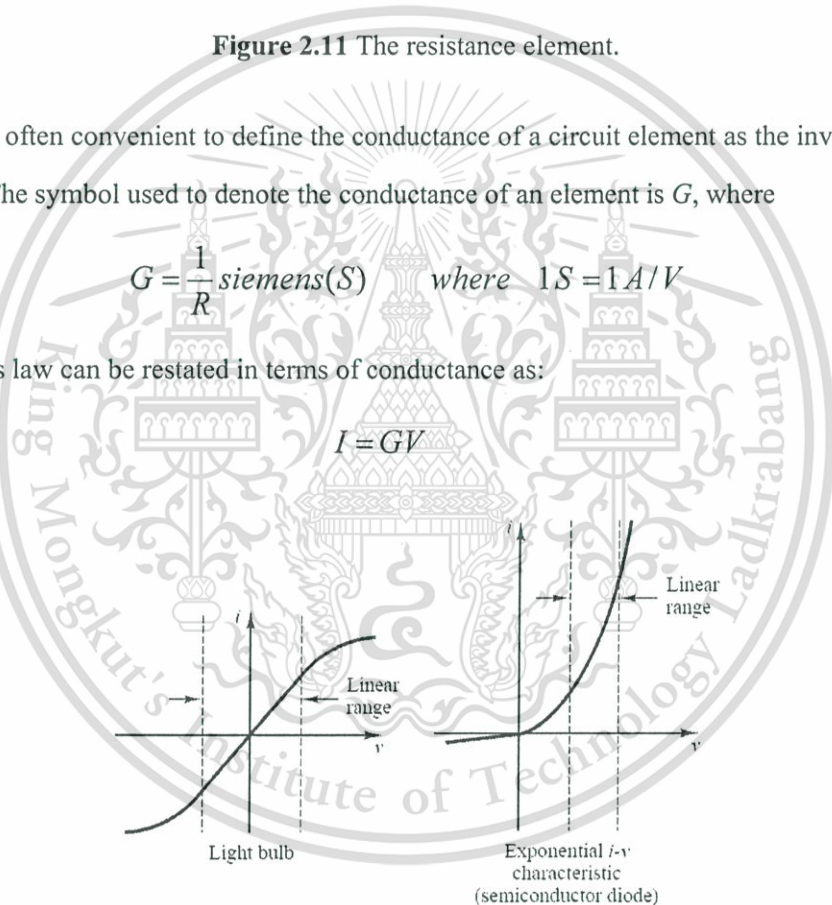 Figure 2.11 The resistance element.
often convenient to define the conductance of a circuit element as the inv
he symbol used to denote the conductance of an element is G, where
G = 1/R siemens(S) where 1S = 1 A/V
s law can be restated in terms of conductance as:
I = GV
i
Linear
range
v
Light bulb
i
Linear
range
v
Exponential i-v
characteristic
(semiconductor diode)
King Mongkut's Institute of Technology Ladkrabang